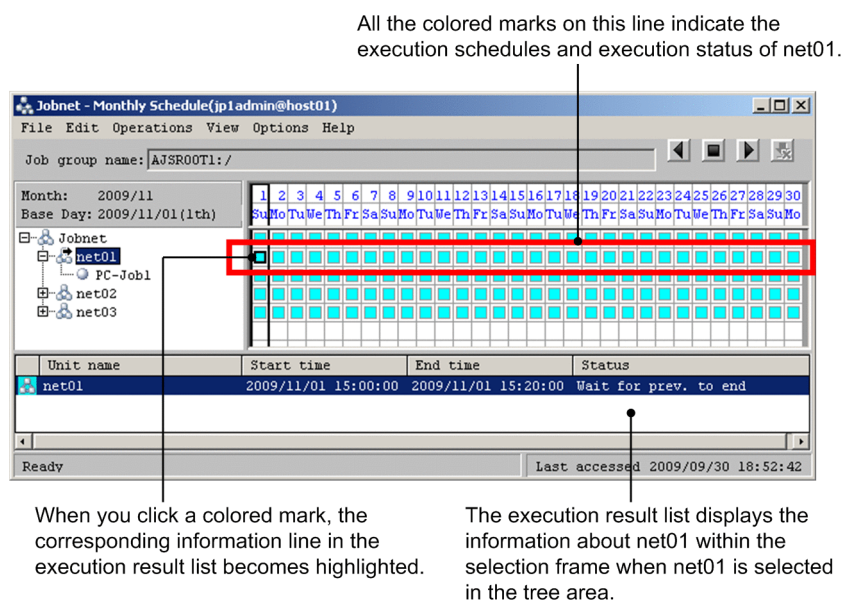 All the colored marks on this line indicate the
execution schedules and execution status of net01.
Jobnet - Monthly Schedule(jp1admin@host01)
File Edit Operations View Options Help
Job group name: AJSROOT1:/
Month: 2009/11
Base Day: 2009/11/01(1th)
1 2 3 4 5 6 7 8 9 10 11 12 13 14 15 16 17 18 19 20 21 22 23 24 25 26 27 28 29 30
Su Mo Tu We Th Fr Sa Su Mo Tu We Th Fr Sa Su Mo Tu We Th Fr Sa Su Mo Tu We Th Fr Sa Su Mo
Jobnet
net01
PC-Job1
net02
net03
Unit name Start time End time Status
net01 2009/11/01 15:00:00 2009/11/01 15:20:00 Wait for prev. to end
Ready Last accessed 2009/09/30 18:52:42
When you click a colored mark, the
corresponding information line in the
execution result list becomes highlighted.
The execution result list displays the
information about net01 within the
selection frame when net01 is selected
in the tree area.